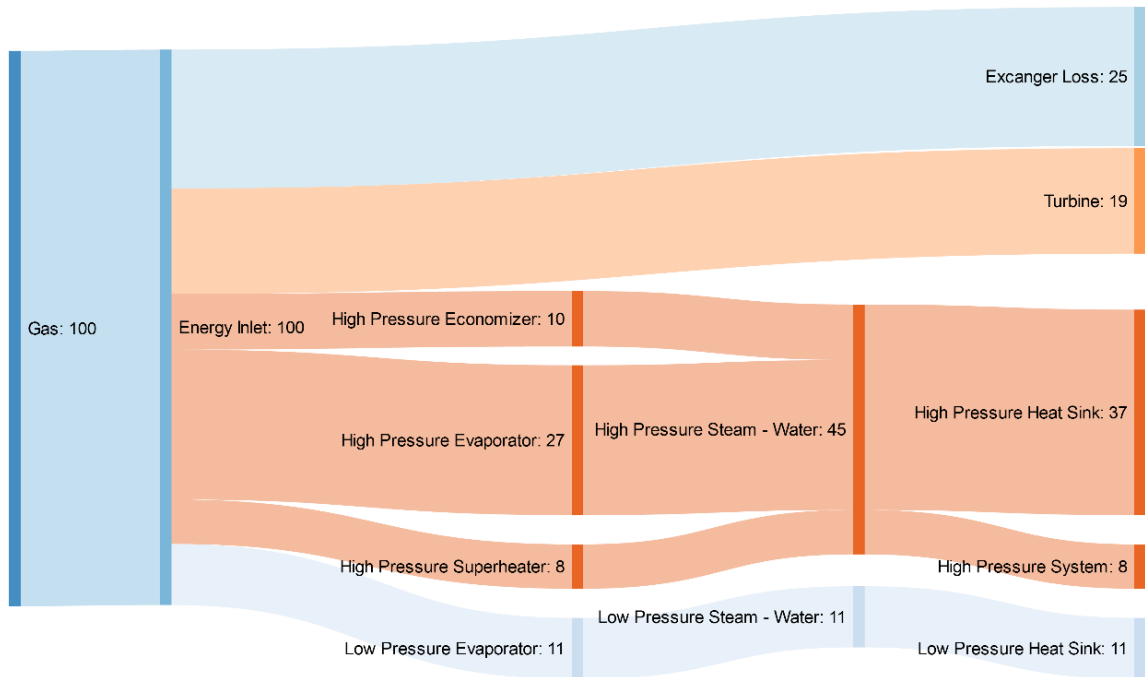 Excanger Loss: 25
Turbine: 19
Gas: 100
Energy Inlet: 100
High Pressure Economizer: 10
High Pressure Evaporator: 27
High Pressure Steam - Water: 45
High Pressure Heat Sink: 37
High Pressure Superheater: 8
High Pressure System: 8
Low Pressure Steam - Water: 11
Low Pressure Evaporator: 11
Low Pressure Heat Sink: 11